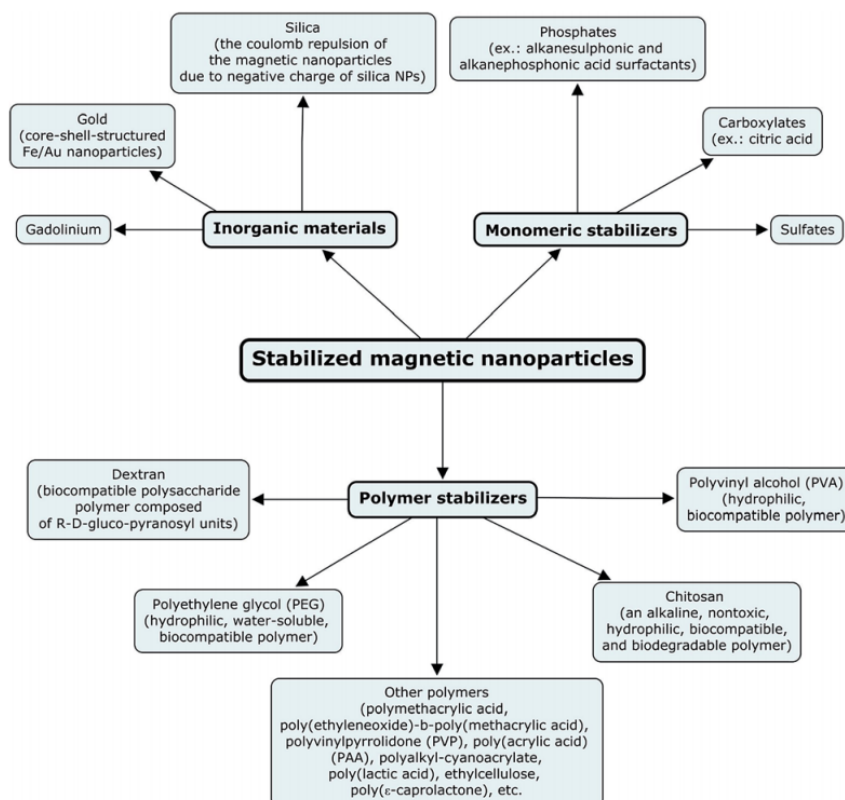 Silica
(the coulomb repulsion of
the magnetic nanoparticles
due to negative charge of silica NPs)
Phosphates
(ex.: alkanesulphonic and
alkanephosphonic acid surfactants)
Gold
(core-shell-structured
Fe/Au nanoparticles)
Carboxylates
(ex.: citric acid
Gadolinium
Inorganic materials
Monomeric stabilizers
Sulfates
Stabilized magnetic nanoparticles
Dextran
(biocompatible polysaccharide
polymer composed
of R-D-gluco-pyranosyl units)
Polymer stabilizers
Polyvinyl alcohol (PVA)
(hydrophilic,
biocompatible polymer)
Polyethylene glycol (PEG)
(hydrophilic, water-soluble,
biocompatible polymer)
Chitosan
(an alkaline, nontoxic,
hydrophilic, biocompatible,
and biodegradable polymer)
Other polymers
(polymethacrylic acid,
poly(ethyleneoxide)-b-poly(methacrylic acid),
polyvinylpyrrolidone (PVP), poly(acrylic acid)
(PAA), polyalkyl-cyanoacrylate,
poly(lactic acid), ethylcellulose,
poly(ε-caprolactone), etc.